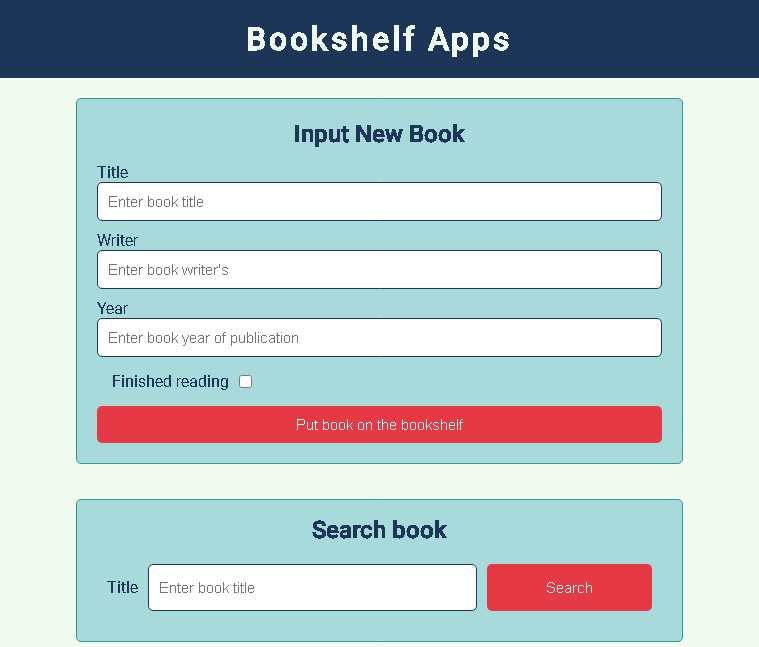 Bookshelf Apps
Input New Book
Title
Enter book title
Writer
Enter book writer's
Year
Enter book year of publication
Finished reading
Put book on the bookshelf
Search book
Title Enter book title Search